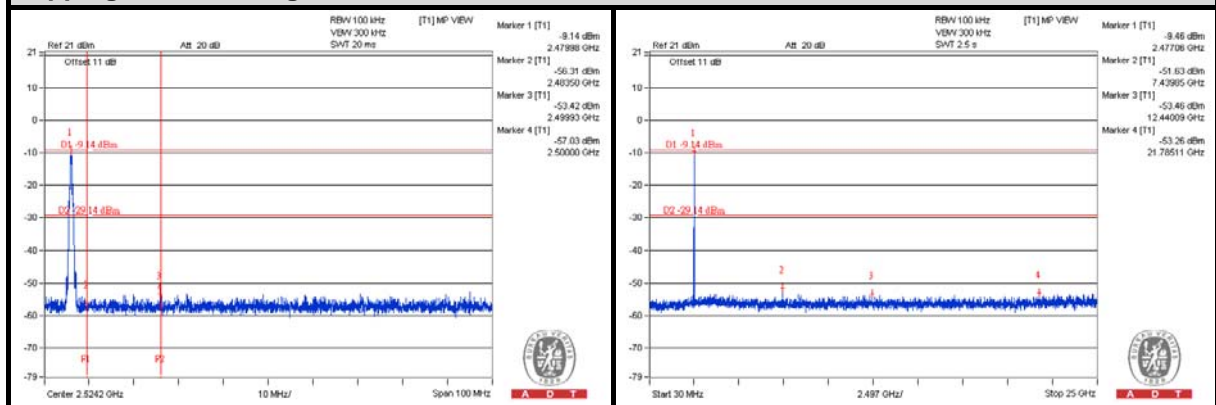 RBW 100 kHz
[T1] MP VIEW
VBW 300 kHz
Ref 21 dBm
Att 20 dB
SWT 20 ms
Offset 11 dB
Marker 1 [T1]
-9.14 dBm
2.47998 GHz
Marker 2 [T1]
-56.31 dBm
2.48350 GHz
Marker 3 [T1]
-53.42 dBm
2.49993 GHz
Marker 4 [T1]
-57.03 dBm
2.50000 GHz
21
10
0
-10
-20
-30
-40
-50
-60
-70
-79
1
D1 -9.14 dBm
D2 -29.14 dBm
2
3
F1
F2
Center 2.5242 GHz
10 MHz/
Span 100 MHz
BUREAU VERITAS
1828
A D T
RBW 100 kHz
[T1] MP VIEW
VBW 300 kHz
Ref 21 dBm
Att 20 dB
SWT 2.5 s
Offset 11 dB
Marker 1 [T1]
-9.46 dBm
2.47706 GHz
Marker 2 [T1]
-51.63 dBm
7.43985 GHz
Marker 3 [T1]
-53.46 dBm
12.44009 GHz
Marker 4 [T1]
-53.26 dBm
21.78511 GHz
21
10
0
-10
-20
-30
-40
-50
-60
-70
-79
1
D1 -9.14 dBm
D2 -29.14 dBm
2
3
4
Start 30 MHz
2.497 GHz/
Stop 25 GHz
BUREAU VERITAS
1828
A D T